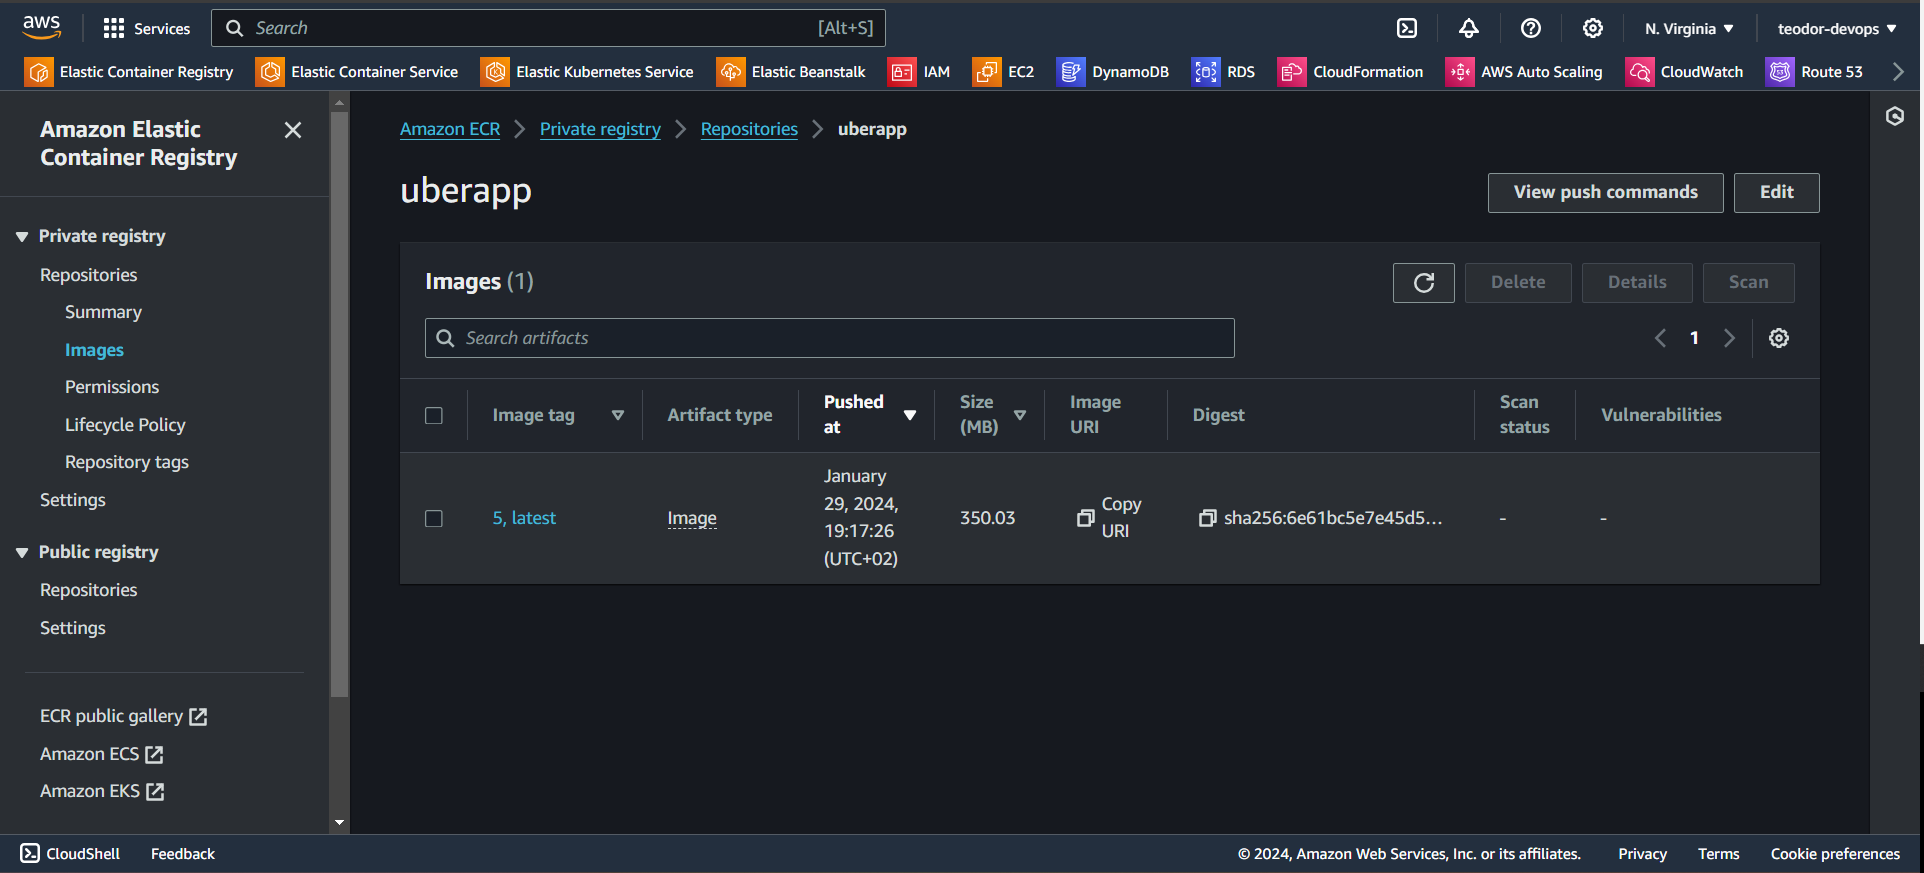 aws
Services
Search
[Alt+S]
N. Virginia
teodor-devops
Elastic Container Registry
Elastic Container Service
Elastic Kubernetes Service
Elastic Beanstalk
IAM
EC2
DynamoDB
RDS
CloudFormation
AWS Auto Scaling
CloudWatch
Route 53
Amazon Elastic
Container Registry
Private registry
Repositories
Summary
Images
Permissions
Lifecycle Policy
Repository tags
Settings
Public registry
Repositories
Settings
ECR public gallery
Amazon ECS
Amazon EKS
Amazon ECR
Private registry
Repositories
uberapp
uberapp
View push commands
Edit
Images (1)
Delete
Details
Scan
Search artifacts
1
Image tag
Artifact type
Pushed
at
Size
(MB)
Image
URI
Digest
Scan
status
Vulnerabilities
5, latest
Image
January
29, 2024,
19:17:26
(UTC+02)
350.03
Copy
URI
sha256:6e61bc5e7e45d5...
-
-
CloudShell
Feedback
© 2024, Amazon Web Services, Inc. or its affiliates.
Privacy
Terms
Cookie preferences